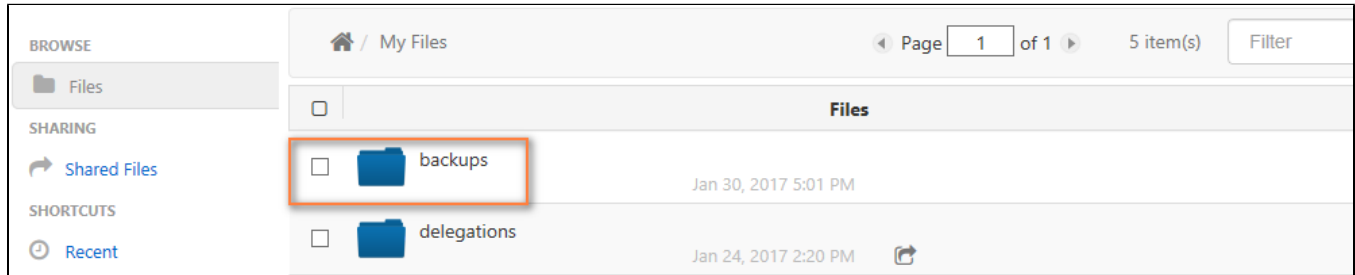 BROWSE
Files
SHARING
Shared Files
SHORTCUTS
Recent
/ My Files
Page 1 of 1
5 item(s)
Filter
Files
backups
Jan 30, 2017 5:01 PM
delegations
Jan 24, 2017 2:20 PM